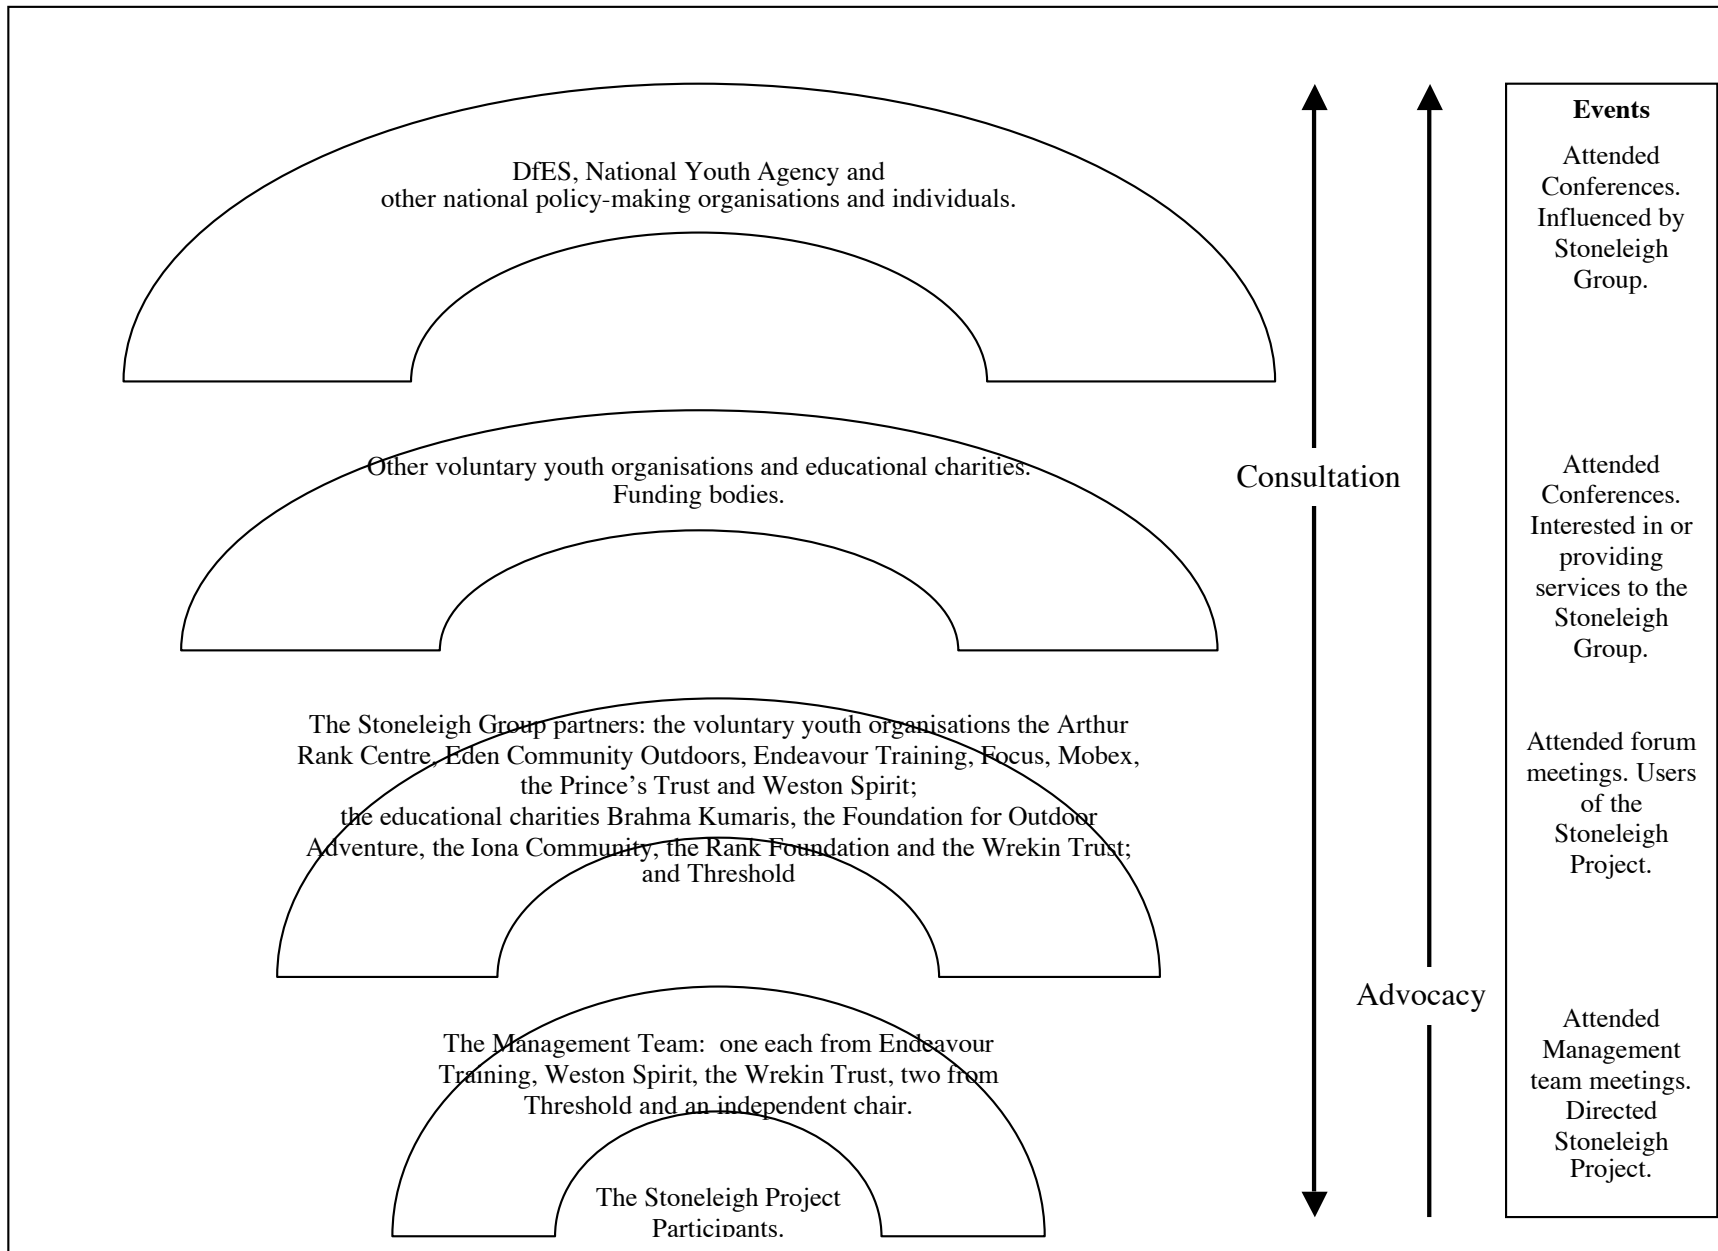 DfES, National Youth Agency and
other national policy-making organisations and individuals.
Other voluntary youth organisations and educational charities.
Funding bodies.
The Stoneleigh Group partners: the voluntary youth organisations the Arthur
Rank Centre, Eden Community Outdoors, Endeavour Training, Focus, Mobex,
the Prince’s Trust and Weston Spirit;
the educational charities Brahma Kumaris, the Foundation for Outdoor
Adventure, the Iona Community, the Rank Foundation and the Wrekin Trust;
and Threshold
The Management Team:  one each from Endeavour
Training, Weston Spirit, the Wrekin Trust, two from
Threshold and an independent chair.
The Stoneleigh Project
Participants.
Consultation
Advocacy
Events
Attended
Conferences.
Influenced by
Stoneleigh
Group.
Attended
Conferences.
Interested in or
providing
services to the
Stoneleigh
Group.
Attended forum
meetings. Users
of the
Stoneleigh
Project.
Attended
Management
team meetings.
Directed
Stoneleigh
Project.